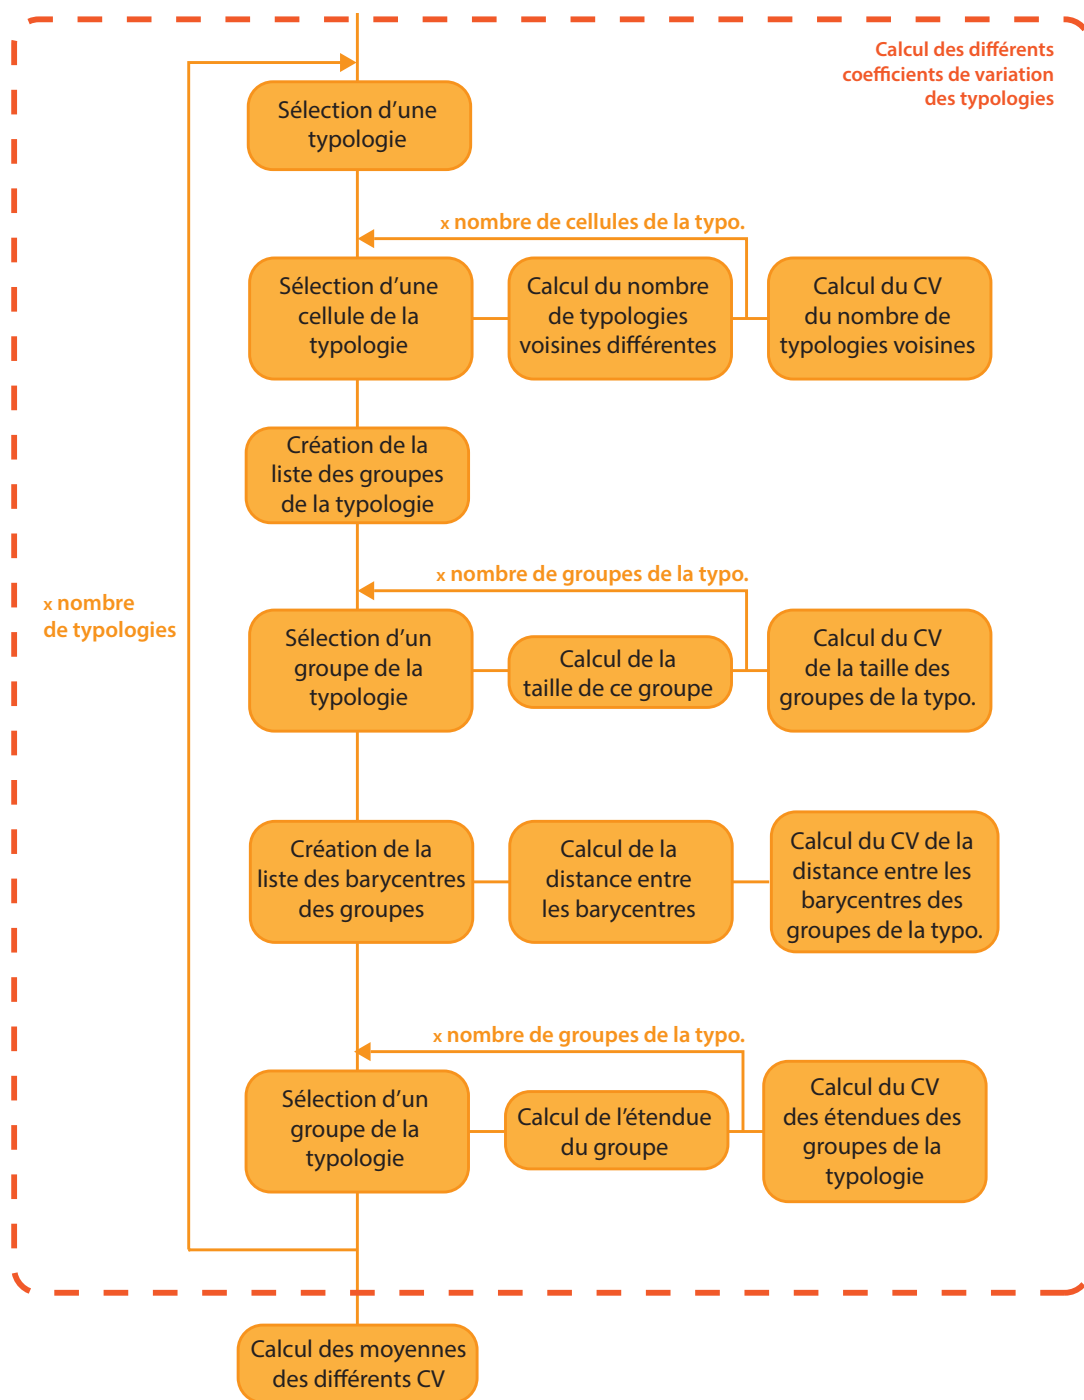 Calcul des différents
coefficients de variation
des typologies
Sélection d’une
typologie
x nombre de cellules de la typo.
Sélection d’une
cellule de la
typologie
Calcul du nombre
de typologies
voisines différentes
Calcul du CV
du nombre de
typologies voisines
Création de la
liste des groupes
de la typologie
x nombre de groupes de la typo.
x nombre
de typologies
Sélection d’un
groupe de la
typologie
Calcul de la
taille de ce groupe
Calcul du CV
de la taille des
groupes de la typo.
Création de la
liste des barycentres
des groupes
Calcul de la
distance entre
les barycentres
Calcul du CV de la
distance entre les
barycentres des
groupes de la typo.
x nombre de groupes de la typo.
Sélection d’un
groupe de la
typologie
Calcul de l’étendue
du groupe
Calcul du CV
des étendues des
groupes de la
typologie
Calcul des moyennes
des différents CV